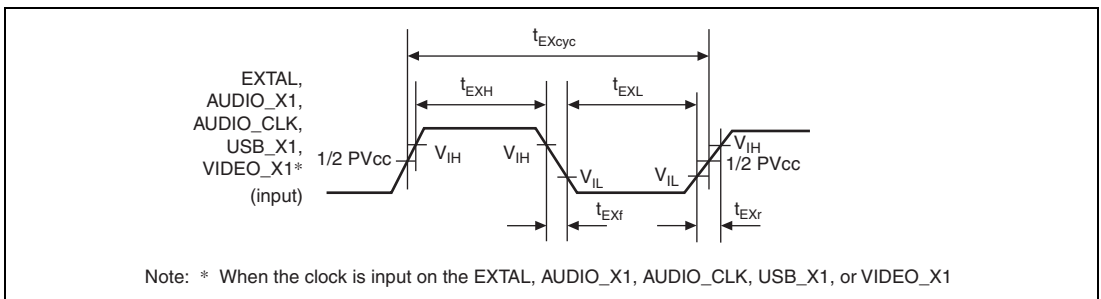 tEXcyc
EXTAL,
AUDIO_X1,
AUDIO_CLK,
USB_X1,
VIDEO_X1*
(input)
tEXH
tEXL
1/2 PVcc
VIH
VIH
VIL
VIL
VIH
1/2 PVcc
tEXf
tEXr
Note: * When the clock is input on the EXTAL, AUDIO_X1, AUDIO_CLK, USB_X1, or VIDEO_X1